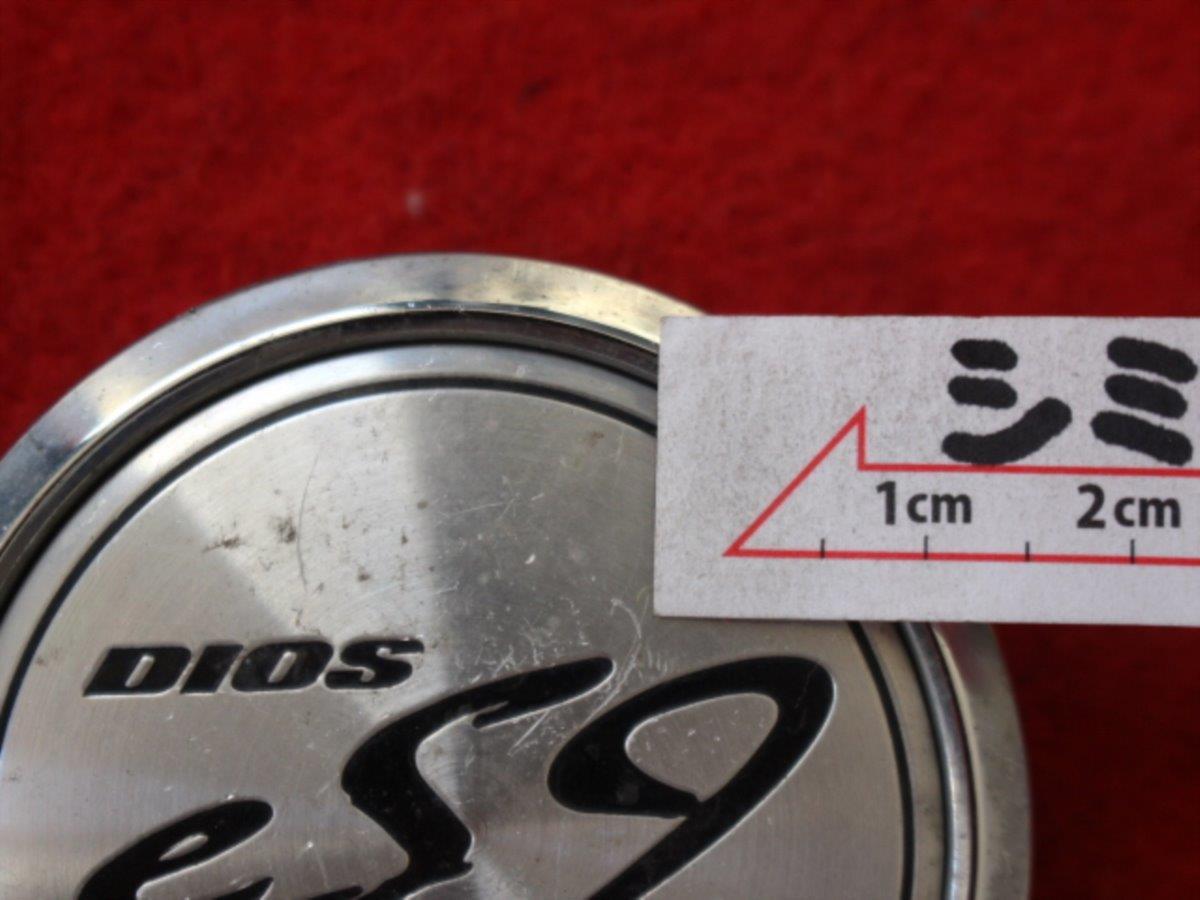 シミ
1cm 2cm
DIOS
es9